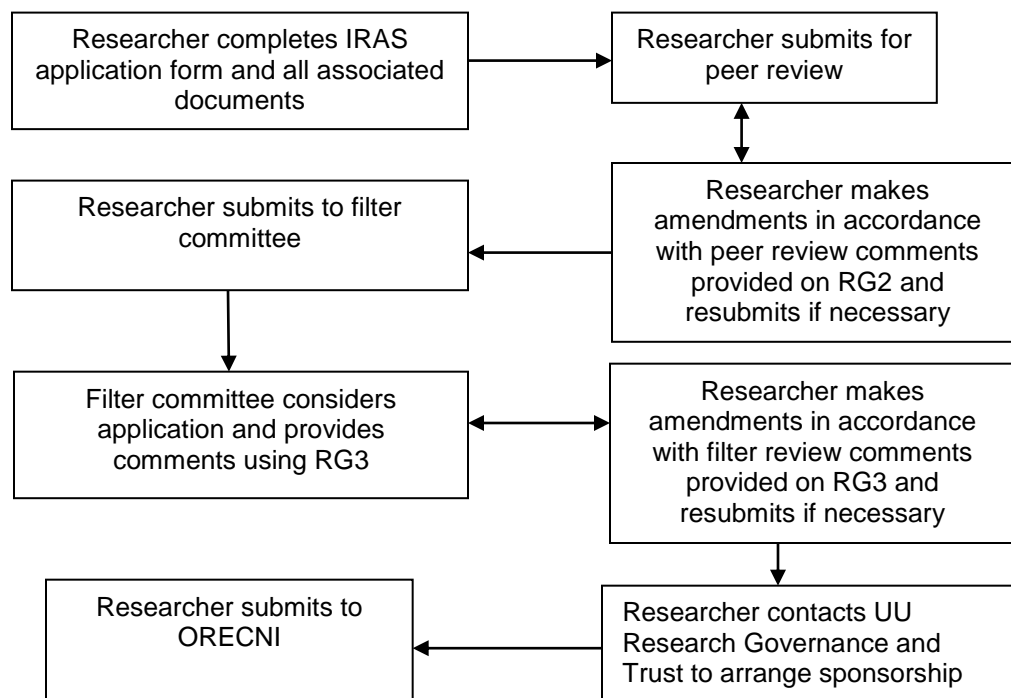 Researcher completes IRAS
application form and all associated
documents
Researcher submits for
peer review
Researcher makes
amendments in accordance
with peer review comments
provided on RG2 and
resubmits if necessary
Researcher submits to filter
committee
Filter committee considers
application and provides
comments using RG3
Researcher makes
amendments in accordance
with filter review comments
provided on RG3 and
resubmits if necessary
Researcher contacts UU
Research Governance and
Trust to arrange sponsorship
Researcher submits to
ORECNI